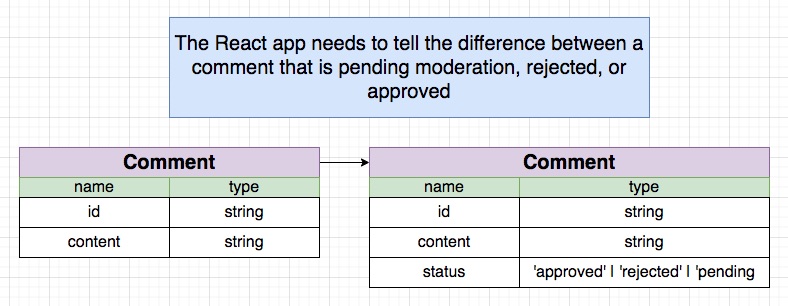 The React app needs to tell the difference between a
comment that is pending moderation, rejected, or
approved
Comment
name type
id string
content string
Comment
name type
id string
content string
status 'approved' | 'rejected' | 'pending